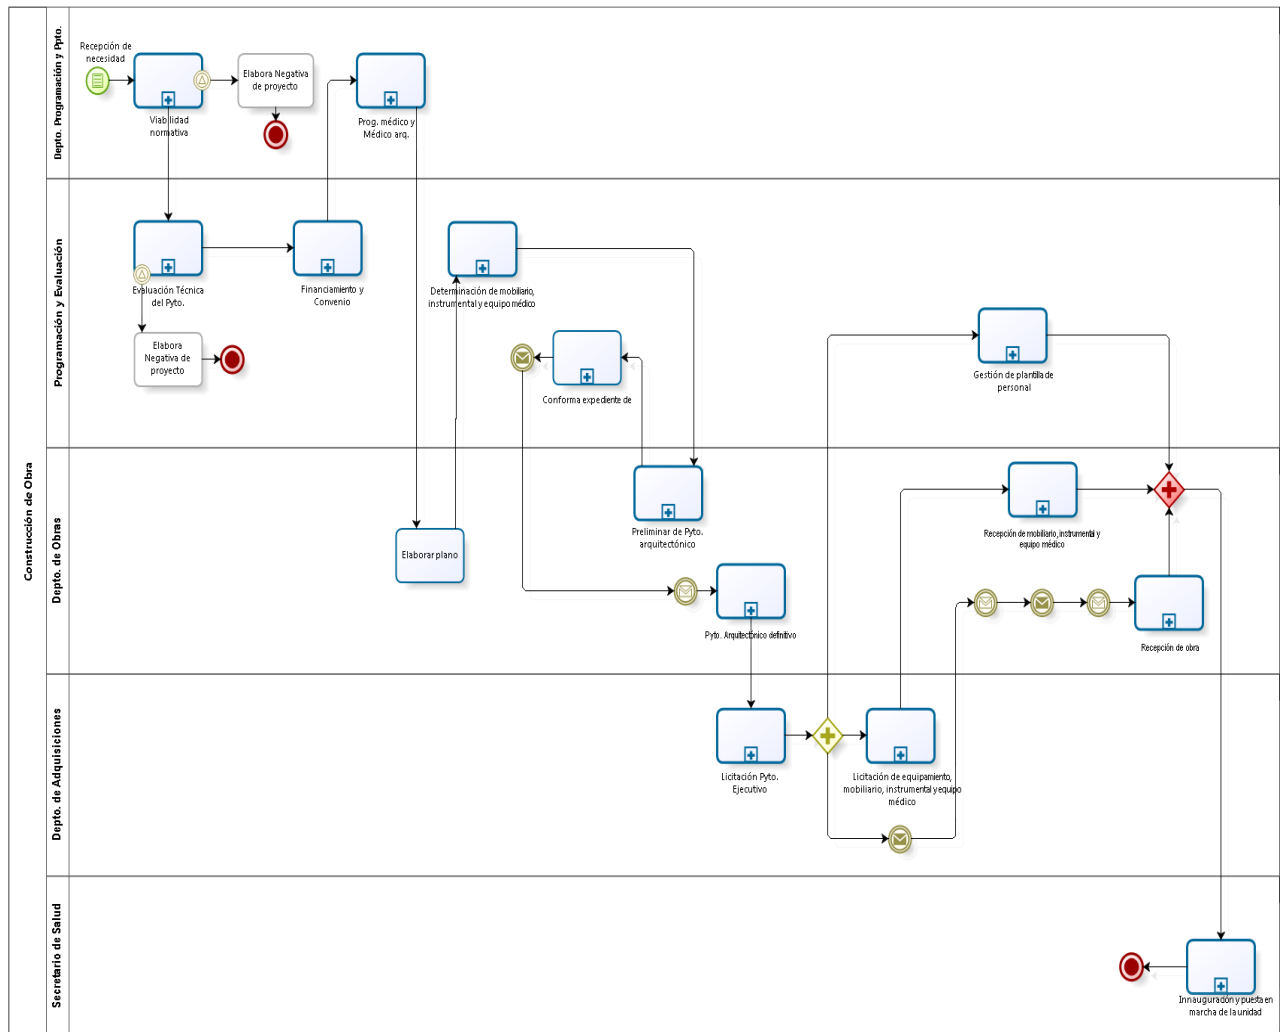 Construcción de Obra
Depto. Programación y Ppto.
Recepción de
necesidad
Viabilidad
normativa
Elabora Negativa
de proyecto
Prog. médico y
Médico arq.
Programación y Evaluación
Evaluación Técnica
del Pyto.
Financiamiento y
Convenio
Elabora
Negativa de
proyecto
Determinación de mobiliario,
instrumental y equipo médico
Conforma expediente de
Gestión de plantilla de
personal
Depto. de Obras
Elaborar plano
Preliminar de Pyto.
arquitectónico
Pyto. Arquitectónico definitivo
Recepción de mobiliario, instrumental y
equipo médico
Recepción de obra
Depto. de Adquisiciones
Licitación Pyto.
Ejecutivo
Licitación de equipamiento,
mobiliario, instrumental y equipo
médico
Secretario de Salud
Innauguración y puesta en
marcha de la unidad